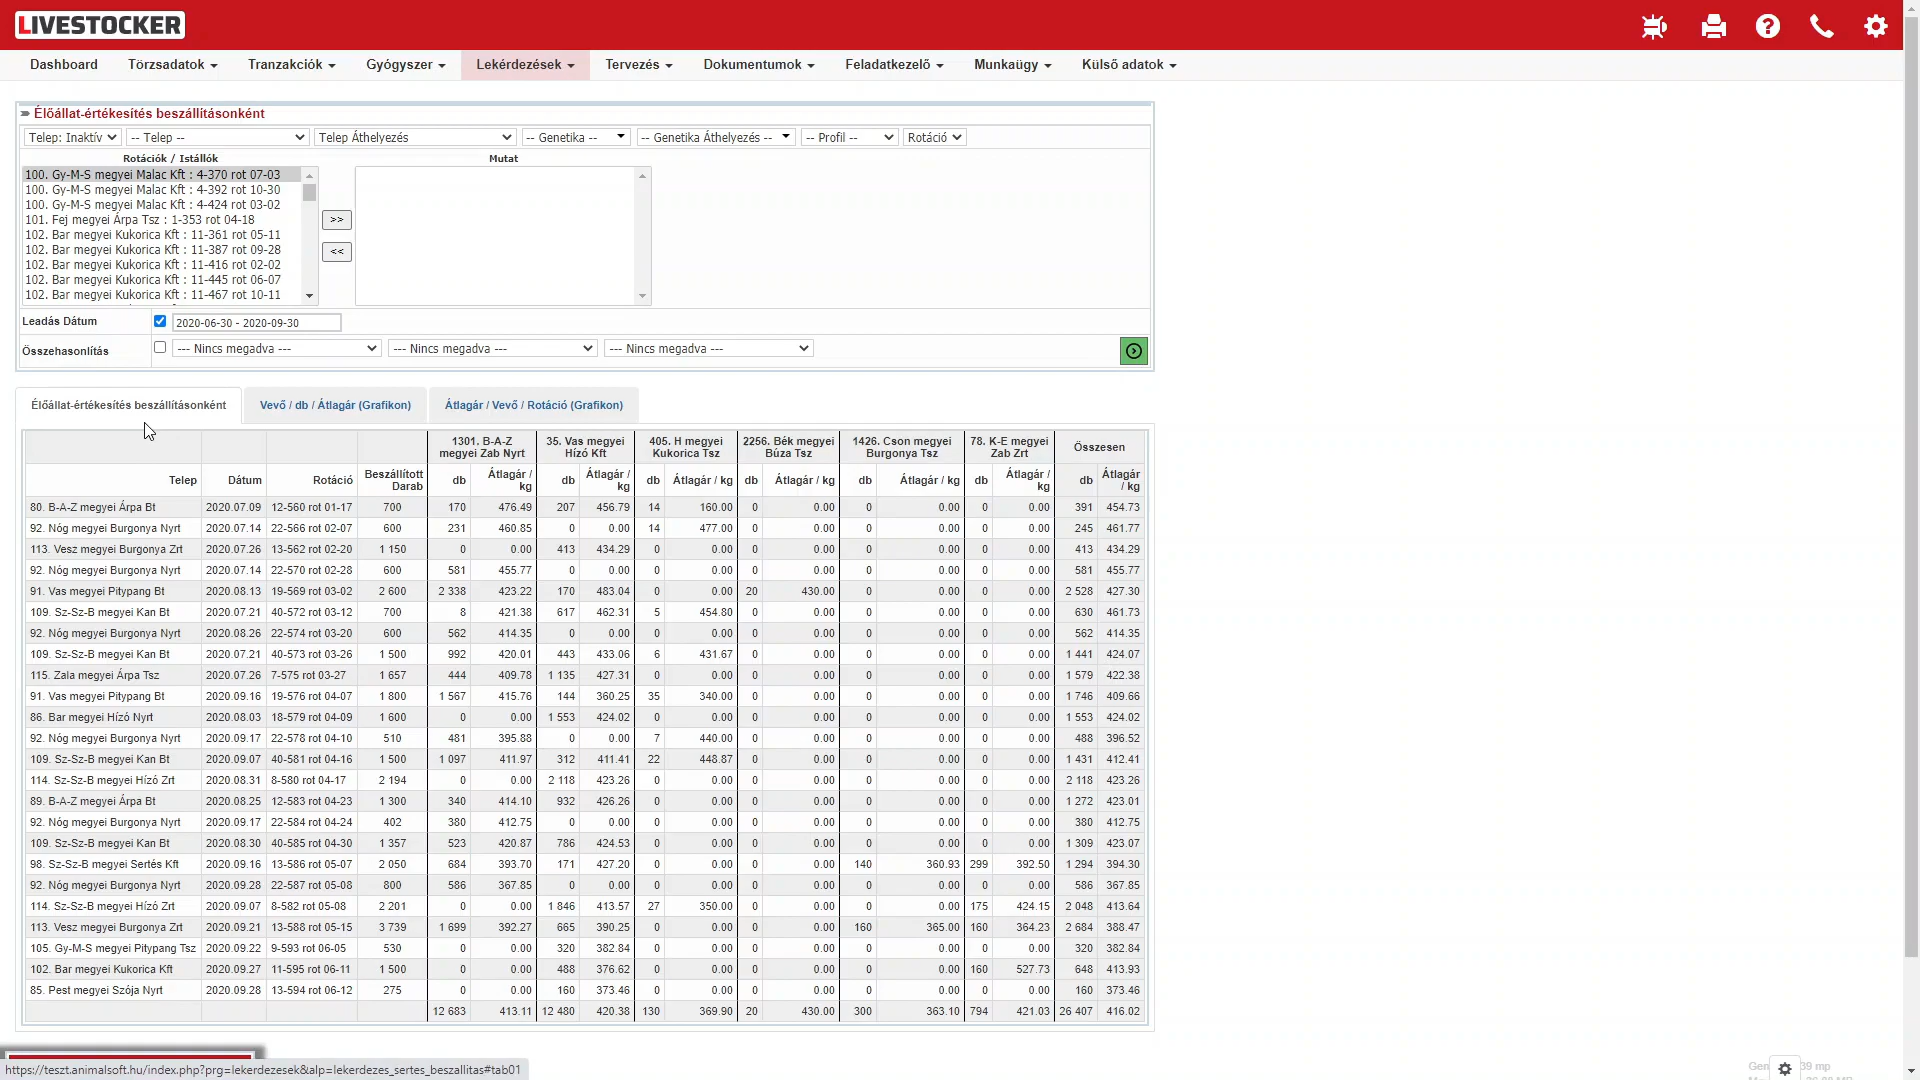 LIVESTOCKER
Dashboard Törzsadatok Tranzakciók Gyógyszer Lekérdezések Tervezés Dokumentumok Feladatkezelő Munkaügy Külső adatok
Élőállat-értékesítés beszállításonként
Telep: Inaktív -- Telep -- Telep Áthelyezés -- Genetika -- -- Genetika Áthelyezés -- -- Profil -- Rotáció
Rotációk / Istállók Mutat
100. Gy-M-S megyei Malac Kft : 4-370 rot 07-03
100. Gy-M-S megyei Malac Kft : 4-392 rot 10-30
100. Gy-M-S megyei Malac Kft : 4-424 rot 03-02
101. Fej megyei Árpa Tsz : 1-353 rot 04-18
>>
102. Bar megyei Kukorica Kft : 11-361 rot 05-11
102. Bar megyei Kukorica Kft : 11-387 rot 09-28
<<
102. Bar megyei Kukorica Kft : 11-416 rot 02-02
102. Bar megyei Kukorica Kft : 11-445 rot 06-07
102. Bar megyei Kukorica Kft : 11-467 rot 10-11
Leadás Dátum 2020-06-30 - 2020-09-30
Összehasonlítás --- Nincs megadva --- --- Nincs megadva --- --- Nincs megadva ---
Élőállat-értékesítés beszállításonként Vevő / db / Átlagár (Grafikon) Átlagár / Vevő / Rotáció (Grafikon)
1301. B-A-Z megyei Zab Nyrt 35. Vas megyei Hízó Kft 405. H megyei Kukorica Tsz 2256. Bék megyei Búza Tsz 1426. Cson megyei Burgonya Tsz 78. K-E megyei Zab Zrt Összesen
Telep Dátum Rotáció Beszállított Darab db Átlagár / kg db Átlagár / kg db Átlagár / kg db Átlagár / kg db Átlagár / kg db Átlagár / kg db Átlagár / kg
80. B-A-Z megyei Árpa Bt 2020.07.09 12-560 rot 01-17 700 170 476.49 207 456.79 14 160.00 0 0.00 0 0.00 0 0.00 391 454.73
92. Nóg megyei Burgonya Nyrt 2020.07.14 22-566 rot 02-07 600 231 460.85 0 0.00 14 477.00 0 0.00 0 0.00 0 0.00 245 461.77
113. Vesz megyei Burgonya Zrt 2020.07.26 13-562 rot 02-20 1 150 0 0.00 413 434.29 0 0.00 0 0.00 0 0.00 0 0.00 413 434.29
92. Nóg megyei Burgonya Nyrt 2020.07.14 22-570 rot 02-28 600 581 455.77 0 0.00 0 0.00 0 0.00 0 0.00 0 0.00 581 455.77
91. Vas megyei Pitypang Bt 2020.08.13 19-569 rot 03-02 2 600 2 338 423.22 170 483.04 0 0.00 20 430.00 0 0.00 0 0.00 2 528 427.30
109. Sz-Sz-B megyei Kan Bt 2020.07.21 40-572 rot 03-12 700 8 421.38 617 462.31 5 454.80 0 0.00 0 0.00 0 0.00 630 461.73
92. Nóg megyei Burgonya Nyrt 2020.08.26 22-574 rot 03-20 600 562 414.35 0 0.00 0 0.00 0 0.00 0 0.00 0 0.00 562 414.35
109. Sz-Sz-B megyei Kan Bt 2020.07.21 40-573 rot 03-26 1 500 992 420.01 443 433.06 6 431.67 0 0.00 0 0.00 0 0.00 1 441 424.07
115. Zala megyei Árpa Tsz 2020.07.26 7-575 rot 03-27 1 657 444 409.78 1 135 427.31 0 0.00 0 0.00 0 0.00 0 0.00 1 579 422.38
91. Vas megyei Pitypang Bt 2020.09.16 19-576 rot 04-07 1 800 1 567 415.76 144 360.25 35 340.00 0 0.00 0 0.00 0 0.00 1 746 409.66
86. Bar megyei Hízó Nyrt 2020.08.03 18-579 rot 04-09 1 600 0 0.00 1 553 424.02 0 0.00 0 0.00 0 0.00 0 0.00 1 553 424.02
92. Nóg megyei Burgonya Nyrt 2020.09.17 22-578 rot 04-10 510 481 395.88 0 0.00 7 440.00 0 0.00 0 0.00 0 0.00 488 396.52
109. Sz-Sz-B megyei Kan Bt 2020.09.07 40-581 rot 04-16 1 500 1 097 411.97 312 411.41 22 448.87 0 0.00 0 0.00 0 0.00 1 431 412.41
114. Sz-Sz-B megyei Hízó Zrt 2020.08.31 8-580 rot 04-17 2 194 0 0.00 2 118 423.26 0 0.00 0 0.00 0 0.00 0 0.00 2 118 423.26
89. B-A-Z megyei Árpa Bt 2020.08.25 12-583 rot 04-23 1 300 340 414.10 932 426.26 0 0.00 0 0.00 0 0.00 0 0.00 1 272 423.01
92. Nóg megyei Burgonya Nyrt 2020.09.17 22-584 rot 04-24 402 380 412.75 0 0.00 0 0.00 0 0.00 0 0.00 0 0.00 380 412.75
109. Sz-Sz-B megyei Kan Bt 2020.08.30 40-585 rot 04-30 1 357 523 420.87 786 424.53 0 0.00 0 0.00 0 0.00 0 0.00 1 309 423.07
98. Sz-Sz-B megyei Sertés Kft 2020.09.16 13-586 rot 05-07 2 050 684 393.70 171 427.20 0 0.00 0 0.00 140 360.93 299 392.50 1 294 394.30
92. Nóg megyei Burgonya Nyrt 2020.09.28 22-587 rot 05-08 800 586 367.85 0 0.00 0 0.00 0 0.00 0 0.00 0 0.00 586 367.85
114. Sz-Sz-B megyei Hízó Zrt 2020.09.07 8-582 rot 05-08 2 201 0 0.00 1 846 413.57 27 350.00 0 0.00 0 0.00 175 424.15 2 048 413.64
113. Vesz megyei Burgonya Zrt 2020.09.21 13-588 rot 05-15 3 739 1 699 392.27 665 390.25 0 0.00 0 0.00 160 365.00 160 364.23 2 684 388.47
105. Gy-M-S megyei Pitypang Tsz 2020.09.22 9-593 rot 06-05 530 0 0.00 320 382.84 0 0.00 0 0.00 0 0.00 0 0.00 320 382.84
102. Bar megyei Kukorica Kft 2020.09.27 11-595 rot 06-11 1 500 0 0.00 488 376.62 0 0.00 0 0.00 0 0.00 160 527.73 648 413.93
85. Pest megyei Szója Nyrt 2020.09.28 13-594 rot 06-12 275 0 0.00 160 373.46 0 0.00 0 0.00 0 0.00 0 0.00 160 373.46
12 683 413.11 12 480 420.38 130 369.90 20 430.00 300 363.10 794 421.03 26 407 416.02
https://teszt.animalsoft.hu/index.php?prg=lekerdezesek&alp=lekerdezes_sertes_beszallitas#tab01
39 mp